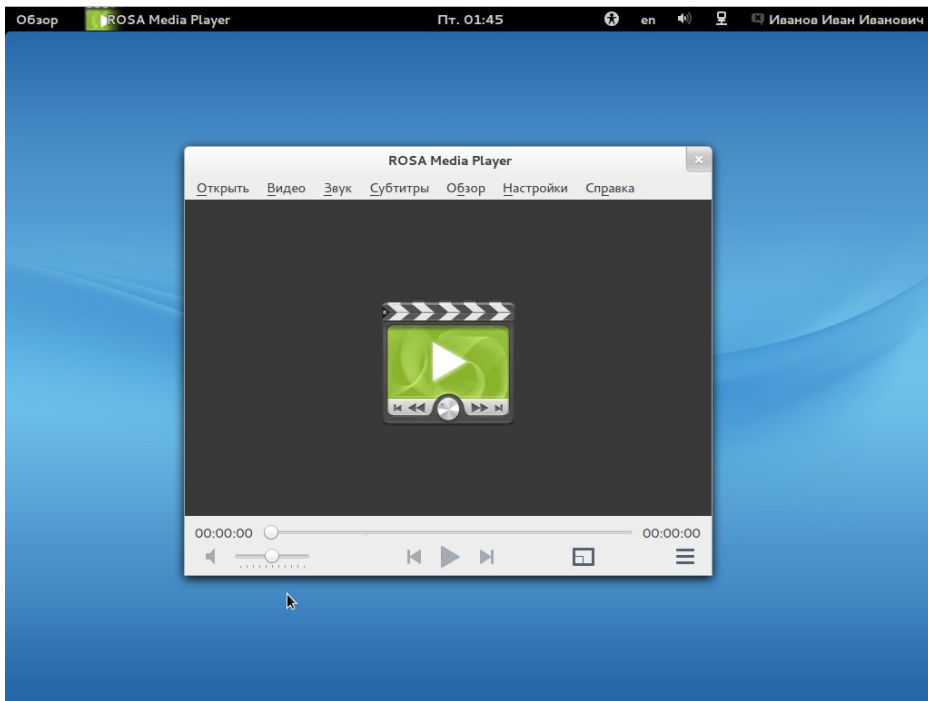 Обзор ROSA Media Player Пт. 01:45 en Иванов Иван Иванович
ROSA Media Player
Открыть Видео Звук Субтитры Обзор Настройки Справка
00:00:00 00:00:00